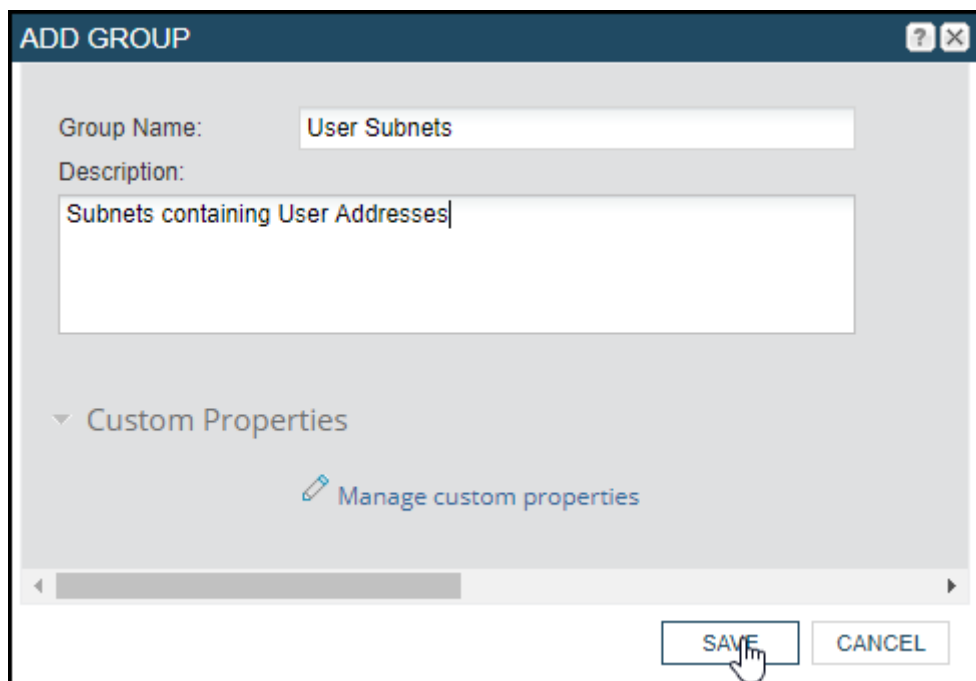 ADD GROUP
Group Name: User Subnets
Description:
Subnets containing User Addresses
Custom Properties
Manage custom properties
SAVE CANCEL